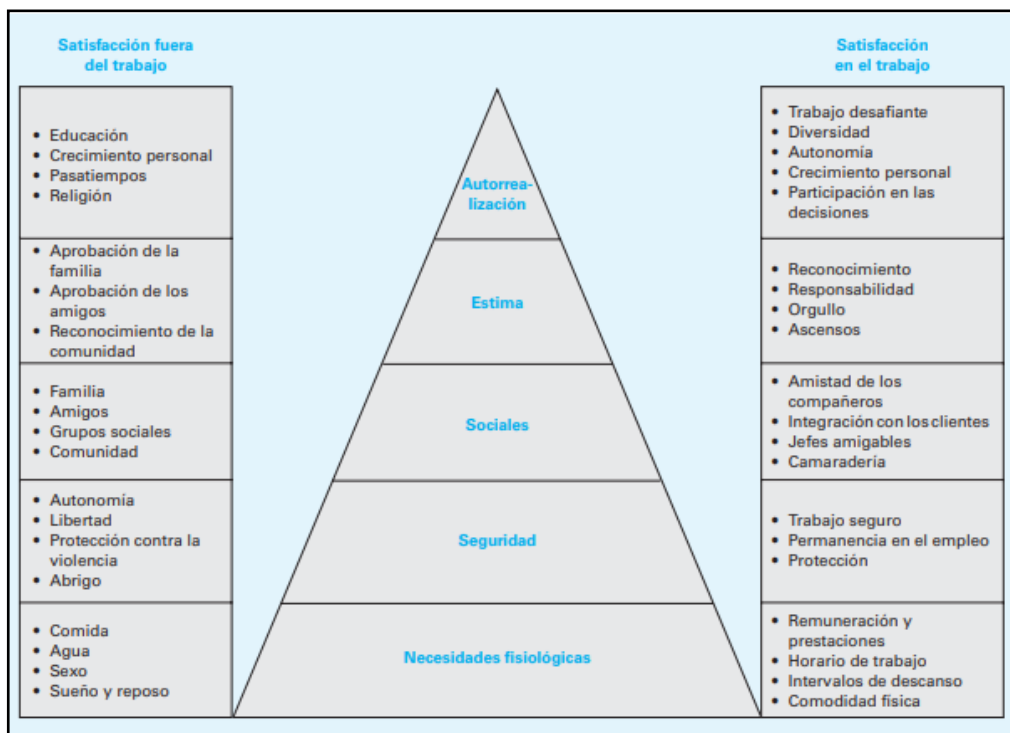 Satisfacción fuera
del trabajo
• Educación
• Crecimiento personal
• Pasatiempos
• Religión
• Aprobación de la
familia
• Aprobación de los
amigos
• Reconocimiento de la
comunidad
• Familia
• Amigos
• Grupos sociales
• Comunidad
• Autonomía
• Libertad
• Protección contra la
violencia
• Abrigo
• Comida
• Agua
• Sexo
• Sueño y reposo
Autorrea-
lización
Estima
Sociales
Seguridad
Necesidades fisiológicas
Satisfacción
en el trabajo
• Trabajo desafiante
• Diversidad
• Autonomía
• Crecimiento personal
• Participación en las
decisiones
• Reconocimiento
• Responsabilidad
• Orgullo
• Ascensos
• Amistad de los
compañeros
• Integración con los clientes
• Jefes amigables
• Camaradería
• Trabajo seguro
• Permanencia en el empleo
• Protección
• Remuneración y
prestaciones
• Horario de trabajo
• Intervalos de descanso
• Comodidad física